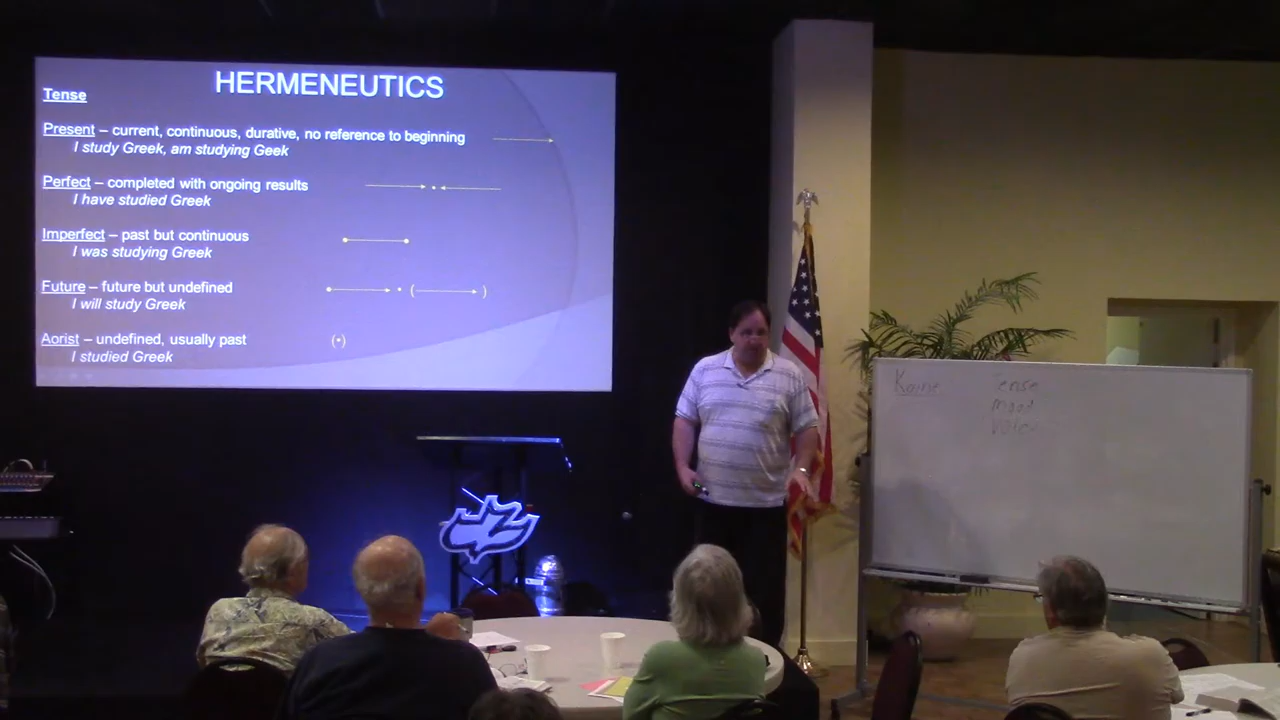 HERMENEUTICS
Tense
Present – current, continuous, durative, no reference to beginning
I study Greek, am studying Geek
Perfect – completed with ongoing results
I have studied Greek
Imperfect – past but continuous
I was studying Greek
Future – future but undefined
I will study Greek
Aorist – undefined, usually past
I studied Greek
Koine Tense
Mood
Voice